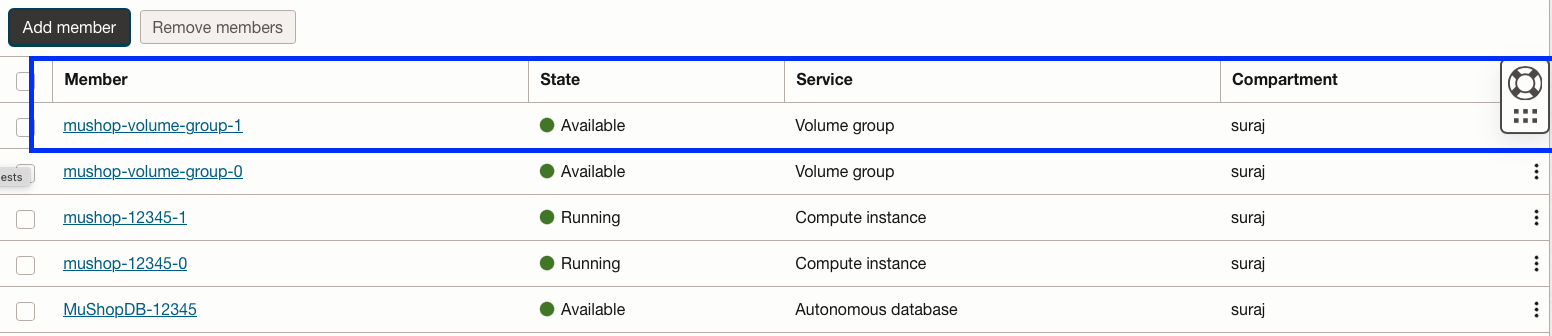 Add member Remove members
Member State Service Compartment
mushop-volume-group-1 Available Volume group suraj
mushop-volume-group-0 Available Volume group suraj
ests
mushop-12345-1 Running Compute instance suraj
mushop-12345-0 Running Compute instance suraj
MuShopDB-12345 Available Autonomous database suraj